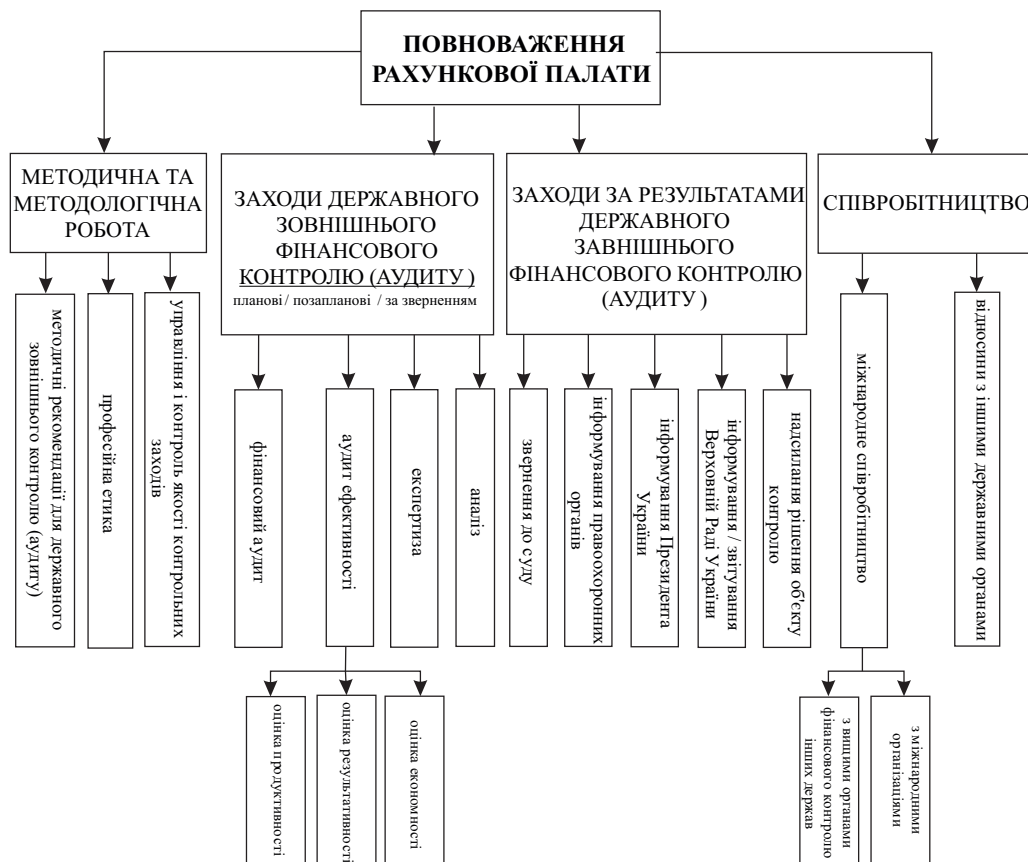 ПОВНОВАЖЕННЯ
РАХУНКОВОЇ ПАЛАТИ
МЕТОДИЧНА ТА
МЕТОДОЛОГІЧНА
РОБОТА
ЗАХОДИ ДЕРЖАВНОГО
ЗОВНІШНЬОГО
ФІНАНСОВОГО
КОНТРОЛЮ (АУДИТУ )
планові / позапланові / за зверненням
ЗАХОДИ ЗА РЕЗУЛЬТАТАМИ
ДЕРЖАВНОГО
ЗАВНІШНЬОГО
ФІНАНСОВОГО КОНТРОЛЮ
(АУДИТУ )
СПІВРОБІТНИЦТВО
методичні рекомендації для державного
зовнішнього контролю (аудиту)
професійна етика
управління і контроль якості контрольних
заходів
фінансовий аудит
аудит ефективності
експертиза
аналіз
звернення до суду
інформування правоохоронних
органів
інформування Президента
України
інформування / звітування
Верховній Раді України
надсилання рішення об'єкту
контролю
міжнародне співробітництво
відносини з іншими державними органами
оцінка продуктивності
оцінка результативності
оцінка економності
з вищими органами
фінансового контролю
інших держав
з міжнародними
організаціями